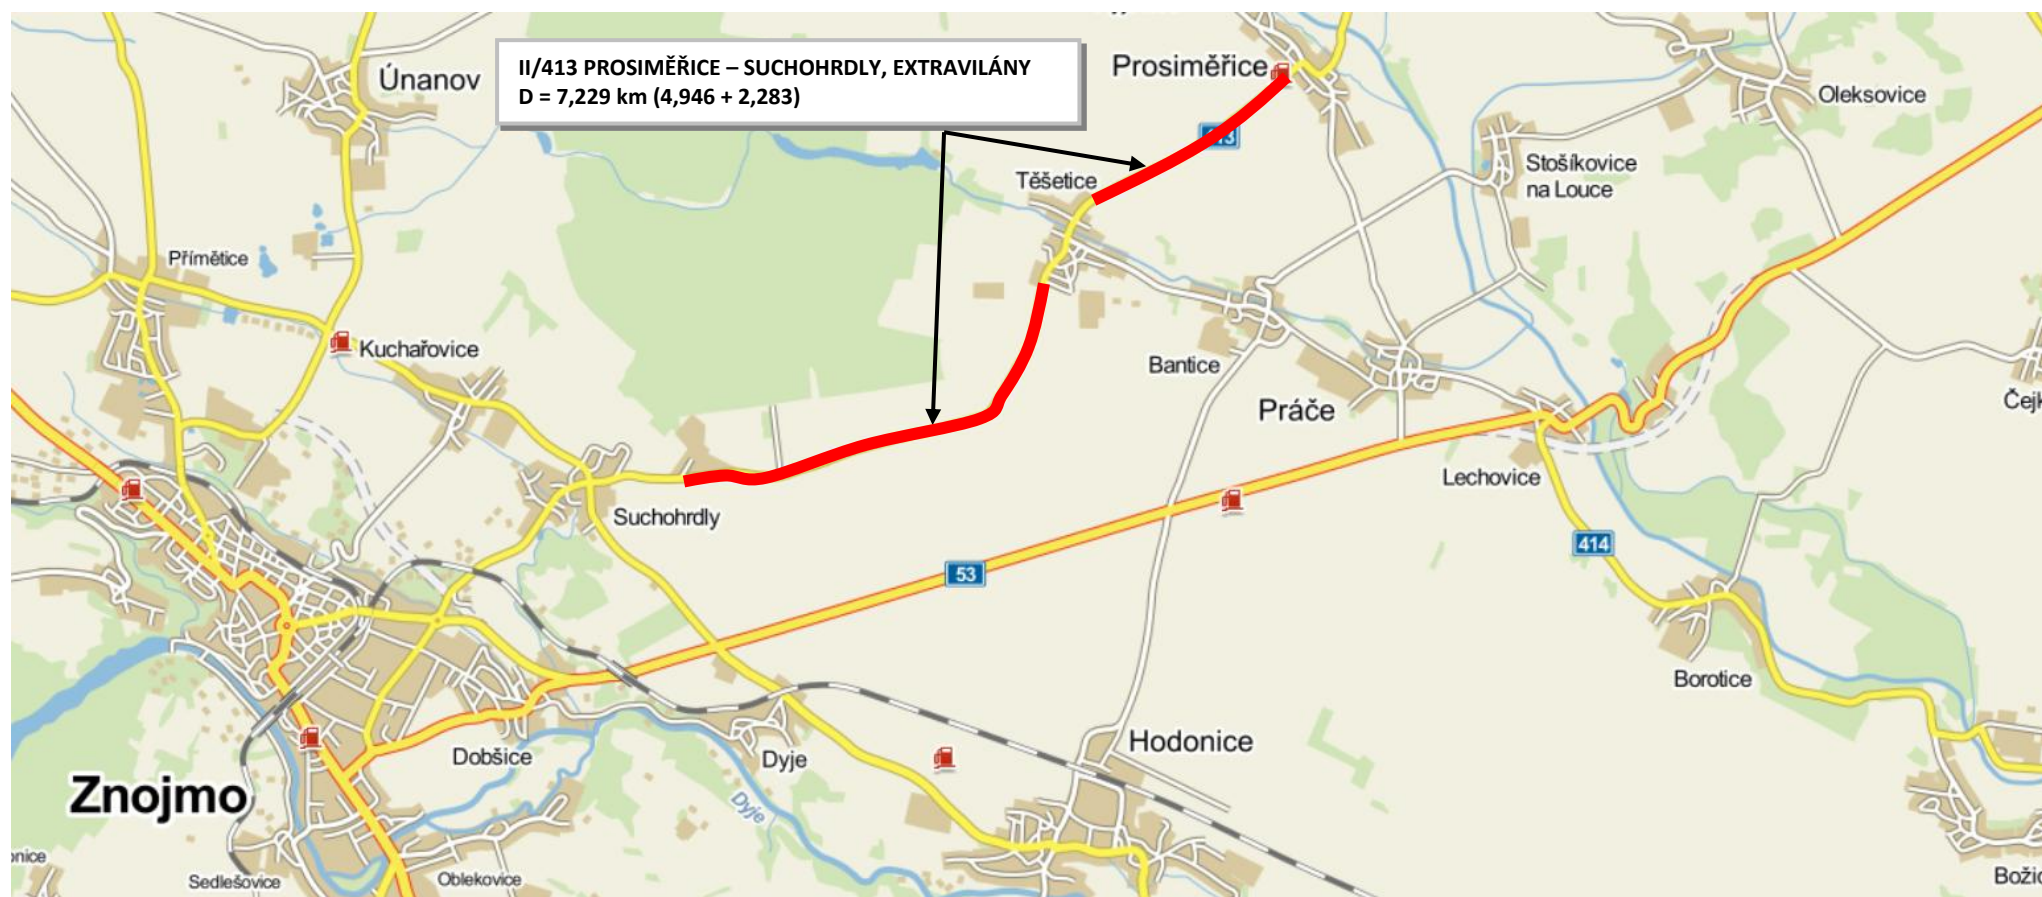 II/413 PROSIMĚŘICE – SUCHOHRDLY, EXTRAVILÁNY
D = 7,229 km (4,946 + 2,283)
Únanov
Prosiměřice
Oleksovice
Stošíkovice
na Louce
Těšetice
Přímětice
Kuchařovice
Bantice
Práče
Lechovice
Suchohrdly
53
414
Borotice
Hodonice
Dobšice
Dyje
Znojmo
Dyje
Sedlešovice
Oblekovice